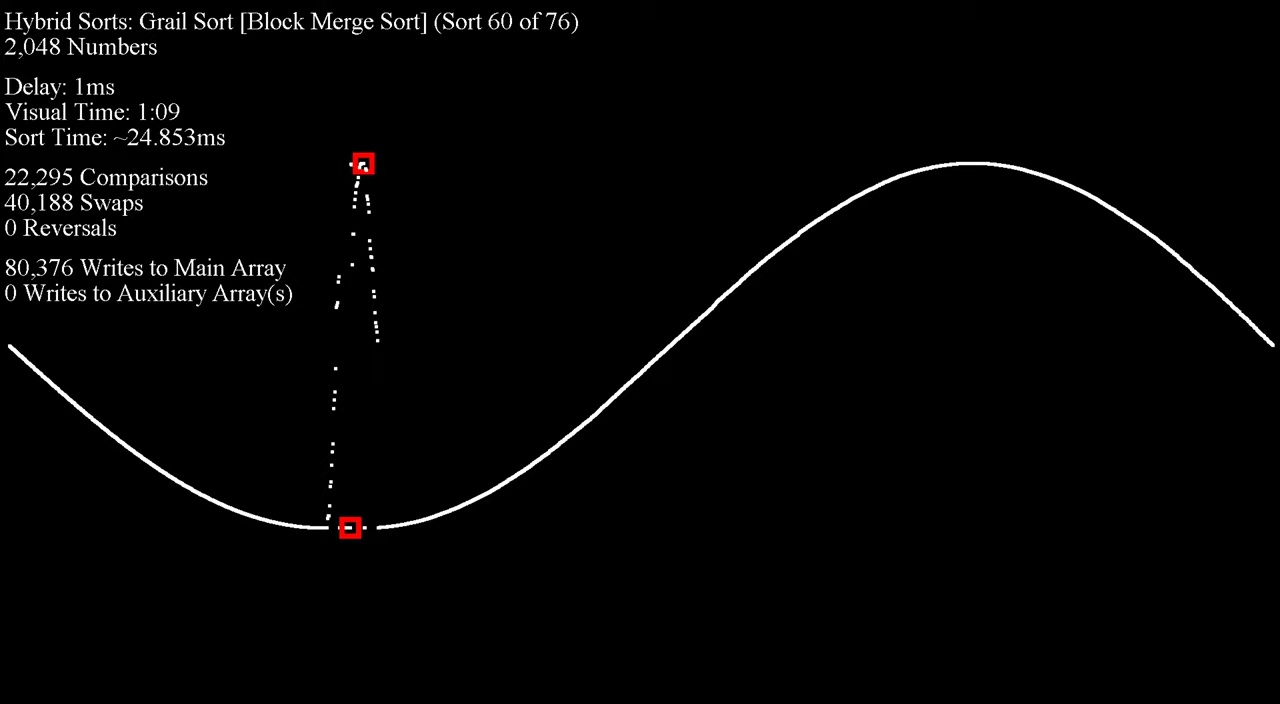 Hybrid Sorts: Grail Sort [Block Merge Sort] (Sort 60 of 76)
2,048 Numbers
Delay: 1ms
Visual Time: 1:09
Sort Time: ~24.853ms
22,295 Comparisons
40,188 Swaps
0 Reversals
80,376 Writes to Main Array
0 Writes to Auxiliary Array(s)